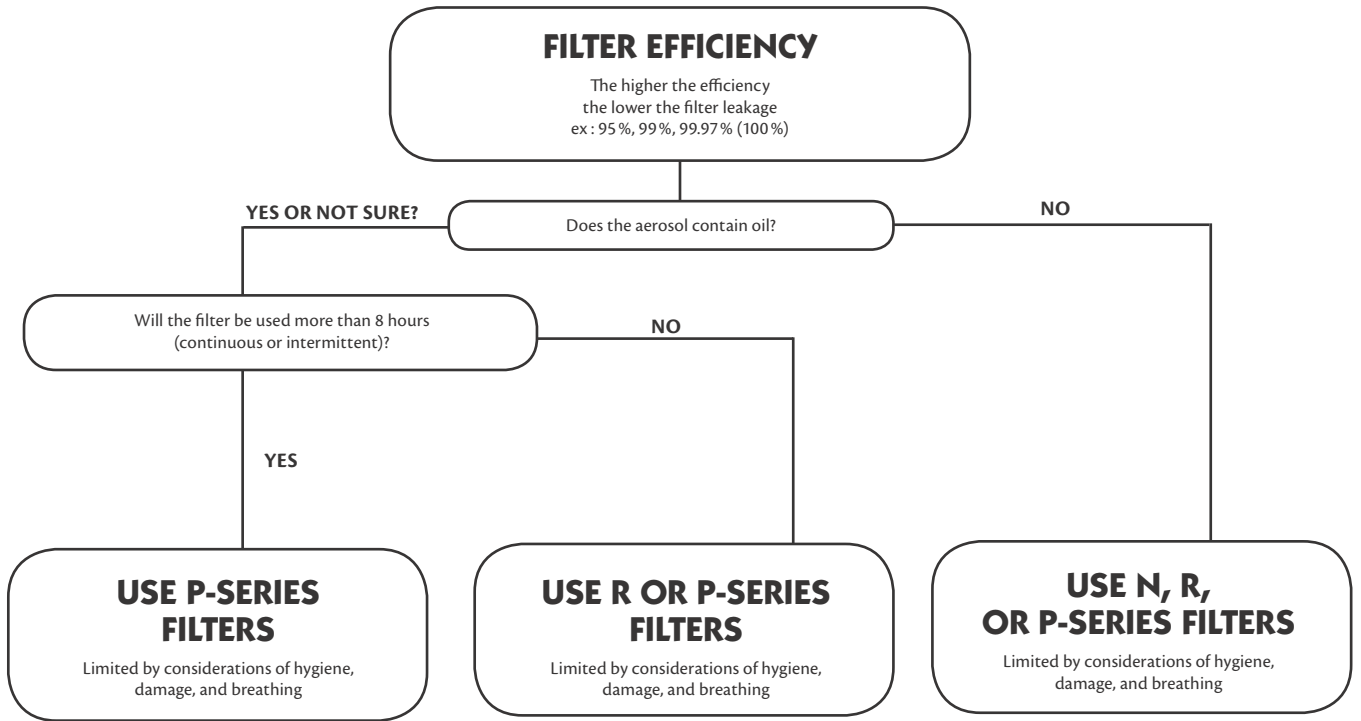 FILTER EFFICIENCY
The higher the efficiency
the lower the filter leakage
ex : 95 %, 99 %, 99.97 % (100 %)
YES OR NOT SURE?
Does the aerosol contain oil?
NO
Will the filter be used more than 8 hours
(continuous or intermittent)?
NO
YES
USE P-SERIES
FILTERS
Limited by considerations of hygiene,
damage, and breathing
USE R OR P-SERIES
FILTERS
Limited by considerations of hygiene,
damage, and breathing
USE N, R,
OR P-SERIES FILTERS
Limited by considerations of hygiene,
damage, and breathing